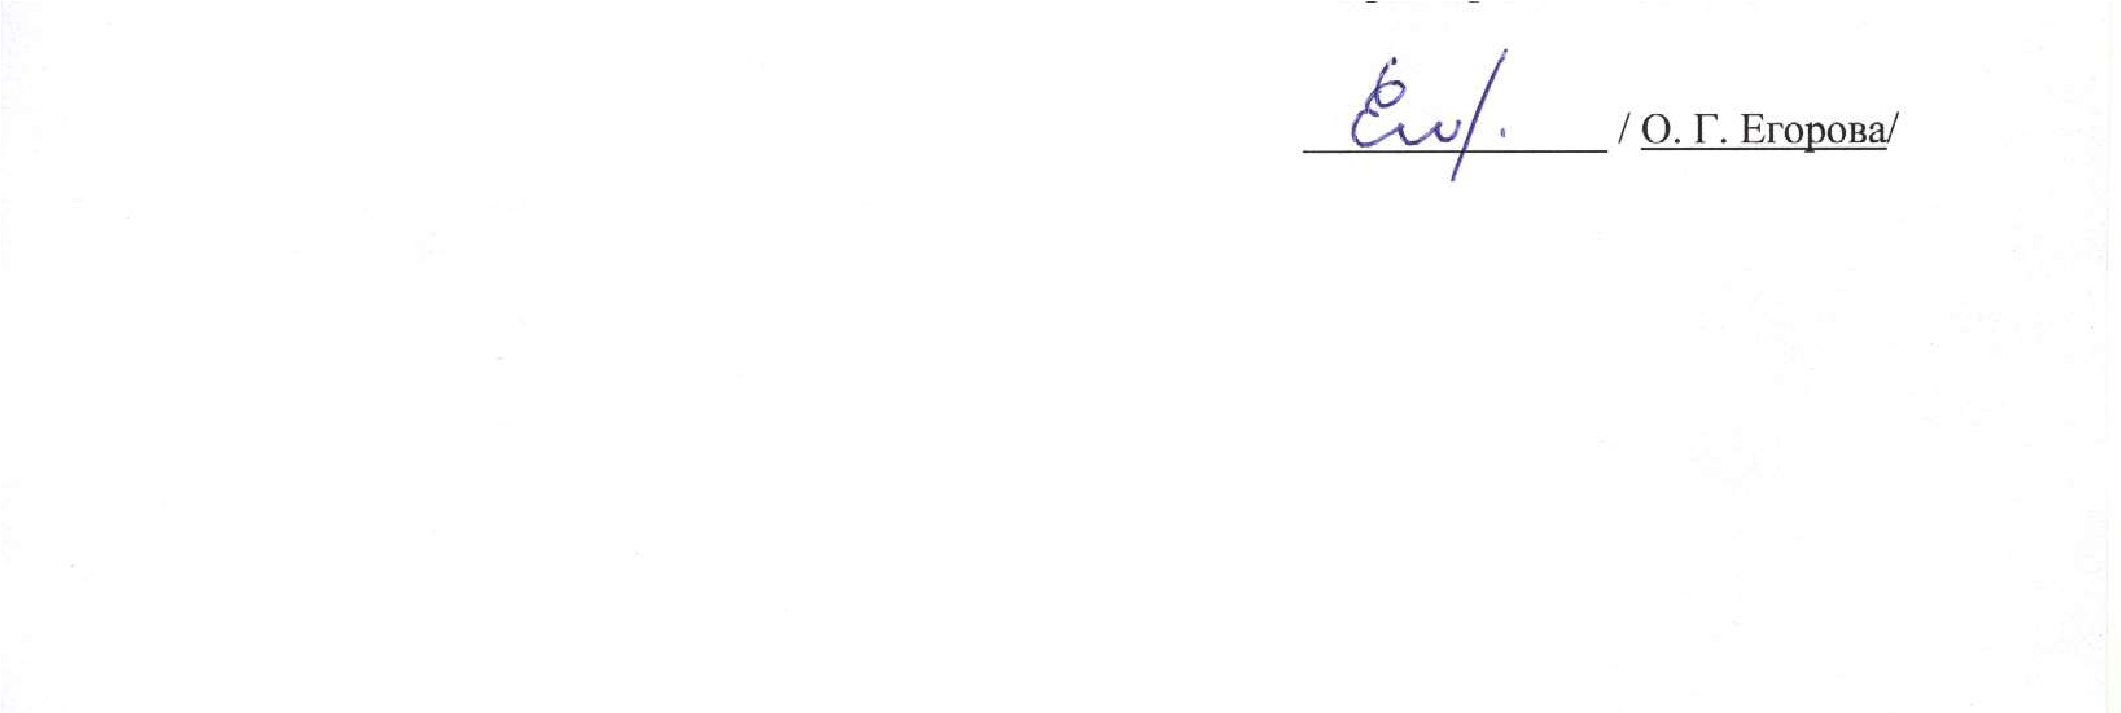 / О. Г. Егорова/